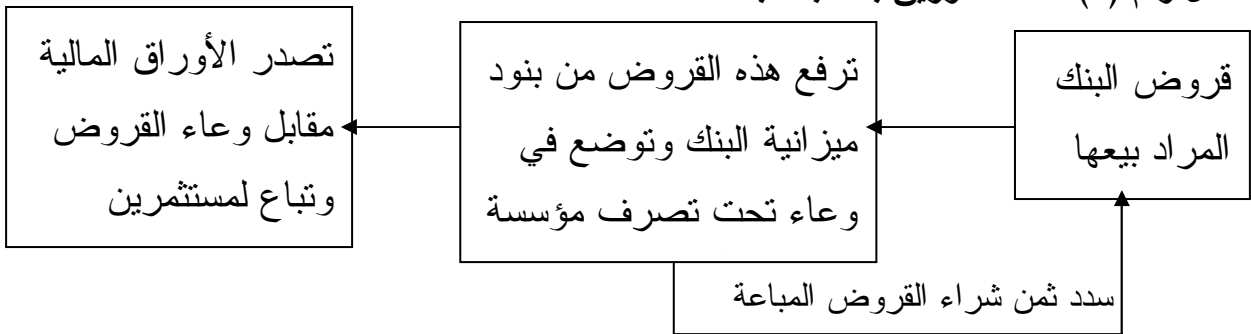 قروض البنك
المراد بيعها
ترفع هذه القروض من بنود
ميزانية البنك وتوضع في
وعاء تحت تصرف مؤسسة
تصدر الأوراق المالية
مقابل وعاء القروض
وتباع لمستثمرين
سدد ثمن شراء القروض المباعة